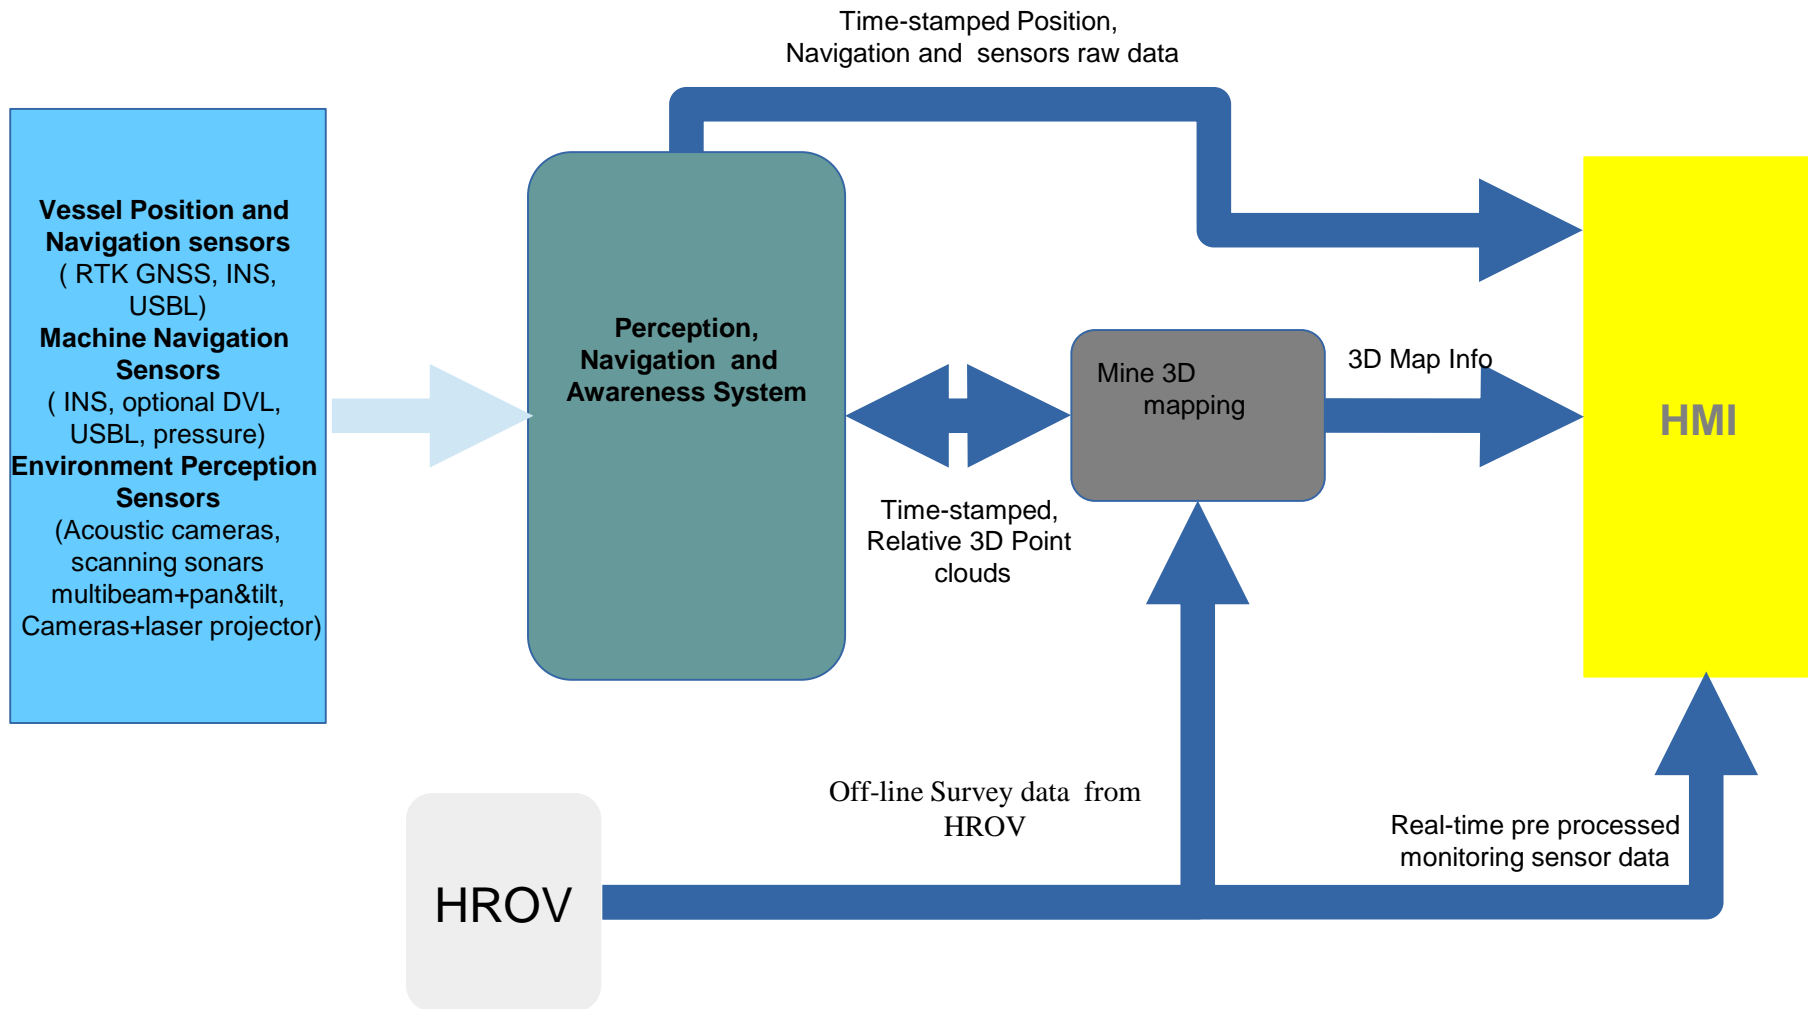 Time-stamped Position,
Navigation and sensors raw data
Vessel Position and
Navigation sensors
( RTK GNSS, INS,
USBL)
Machine Navigation
Sensors
( INS, optional DVL,
USBL, pressure)
Environment Perception
Sensors
(Acoustic cameras,
scanning sonars
multibeam+pan&tilt,
Cameras+laser projector)
Perception,
Navigation and
Awareness System
Mine 3D
mapping
3D Map Info
HMI
Time-stamped,
Relative 3D Point
clouds
Off-line Survey data from
HROV
Real-time pre processed
monitoring sensor data
HROV